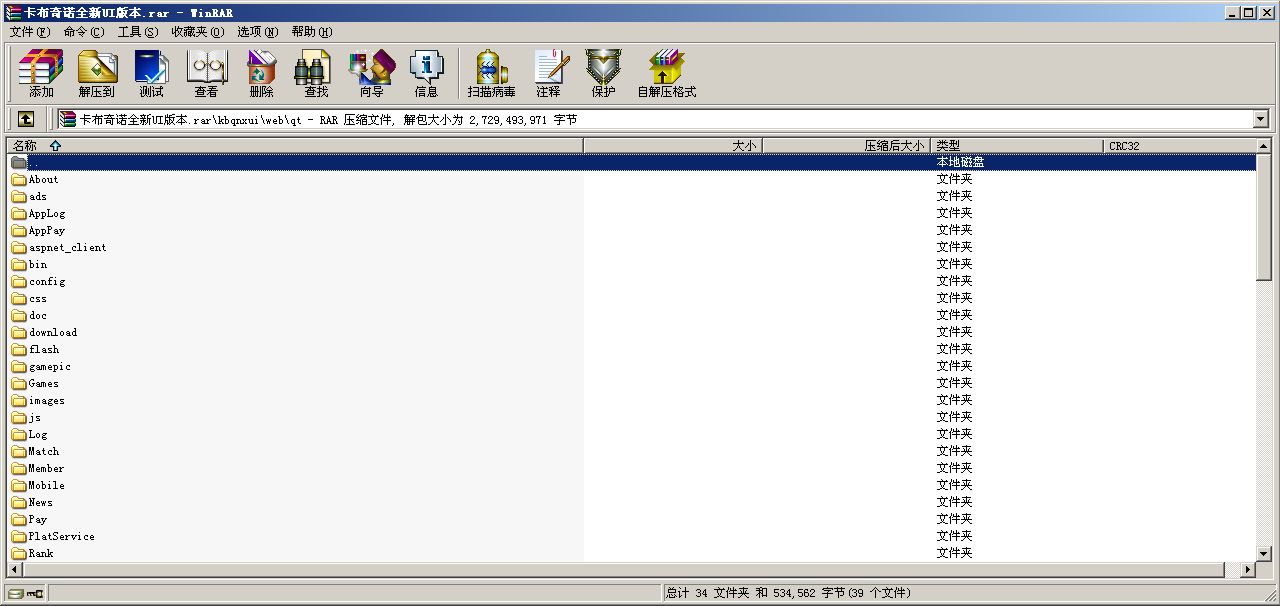 卡布奇诺全新UI版本.rar - WinRAR
文件(F) 命令(C) 工具(S) 收藏夹(O) 选项(N) 帮助(H)
添加 解压到 测试 查看 删除 查找 向导 信息 扫描病毒 注释 保护 自解压格式
卡布奇诺全新UI版本.rar\kbqnxui\web\qt - RAR 压缩文件, 解包大小为 2,729,493,971 字节
名称 大小 压缩后大小 类型 CRC32
.. 本地磁盘
About 文件夹
ads 文件夹
AppLog 文件夹
AppPay 文件夹
aspnet_client 文件夹
bin 文件夹
config 文件夹
css 文件夹
doc 文件夹
download 文件夹
flash 文件夹
gamepic 文件夹
Games 文件夹
images 文件夹
js 文件夹
Log 文件夹
Match 文件夹
Member 文件夹
Mobile 文件夹
News 文件夹
Pay 文件夹
PlatService 文件夹
Rank 文件夹
总计 34 文件夹 和 534,562 字节(39 个文件)